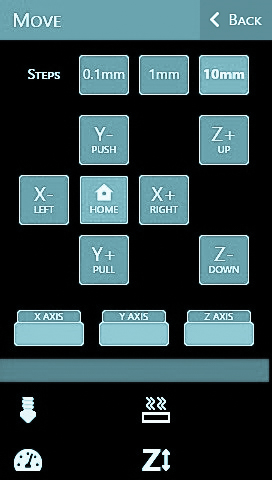 Move
Back
Steps 0.1mm 1mm 10mm
Y-
PUSH
Z+
UP
X-
LEFT
HOME
X+
RIGHT
Y+
PULL
Z-
DOWN
X AXIS Y AXIS Z AXIS
Z